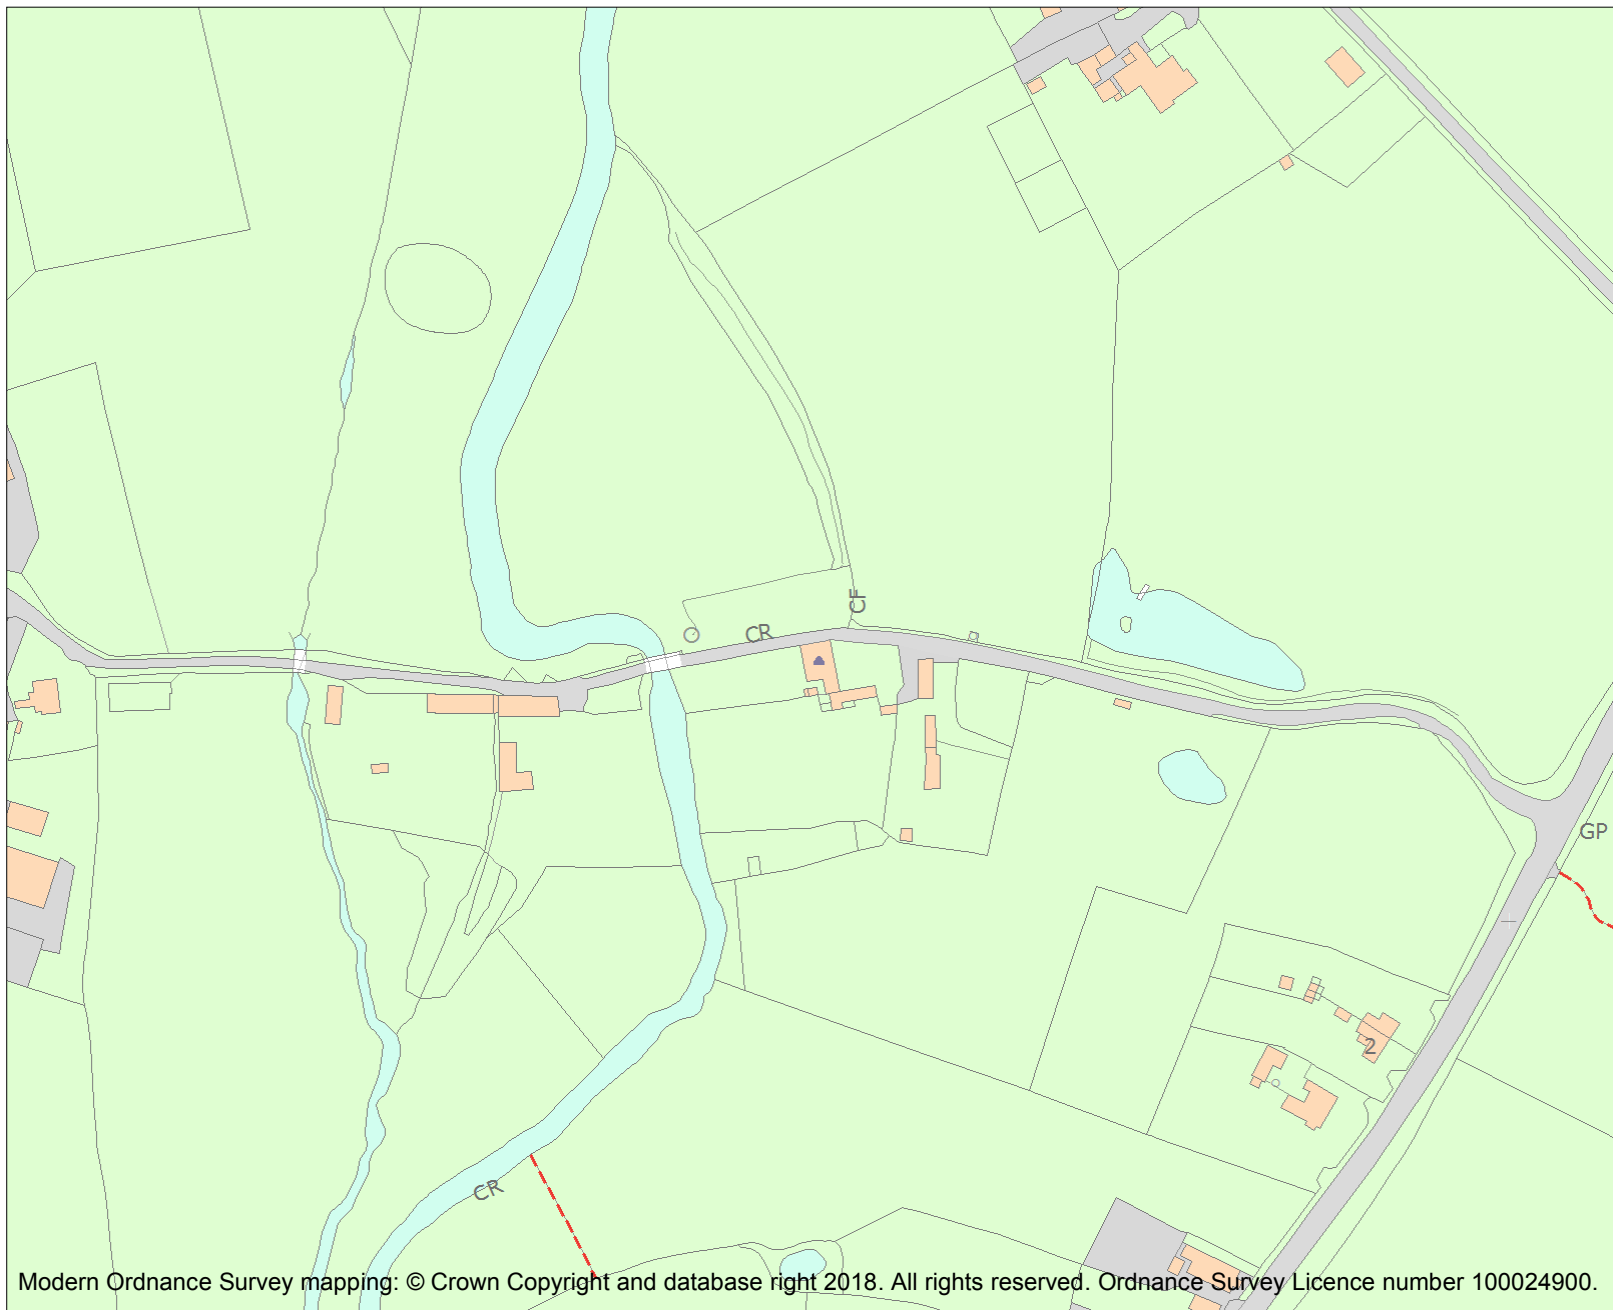 CF
CR
GP
2
CR
Modern Ordnance Survey mapping: © Crown Copyright and database right 2018. All rights reserved. Ordnance Survey Licence number 100024900.